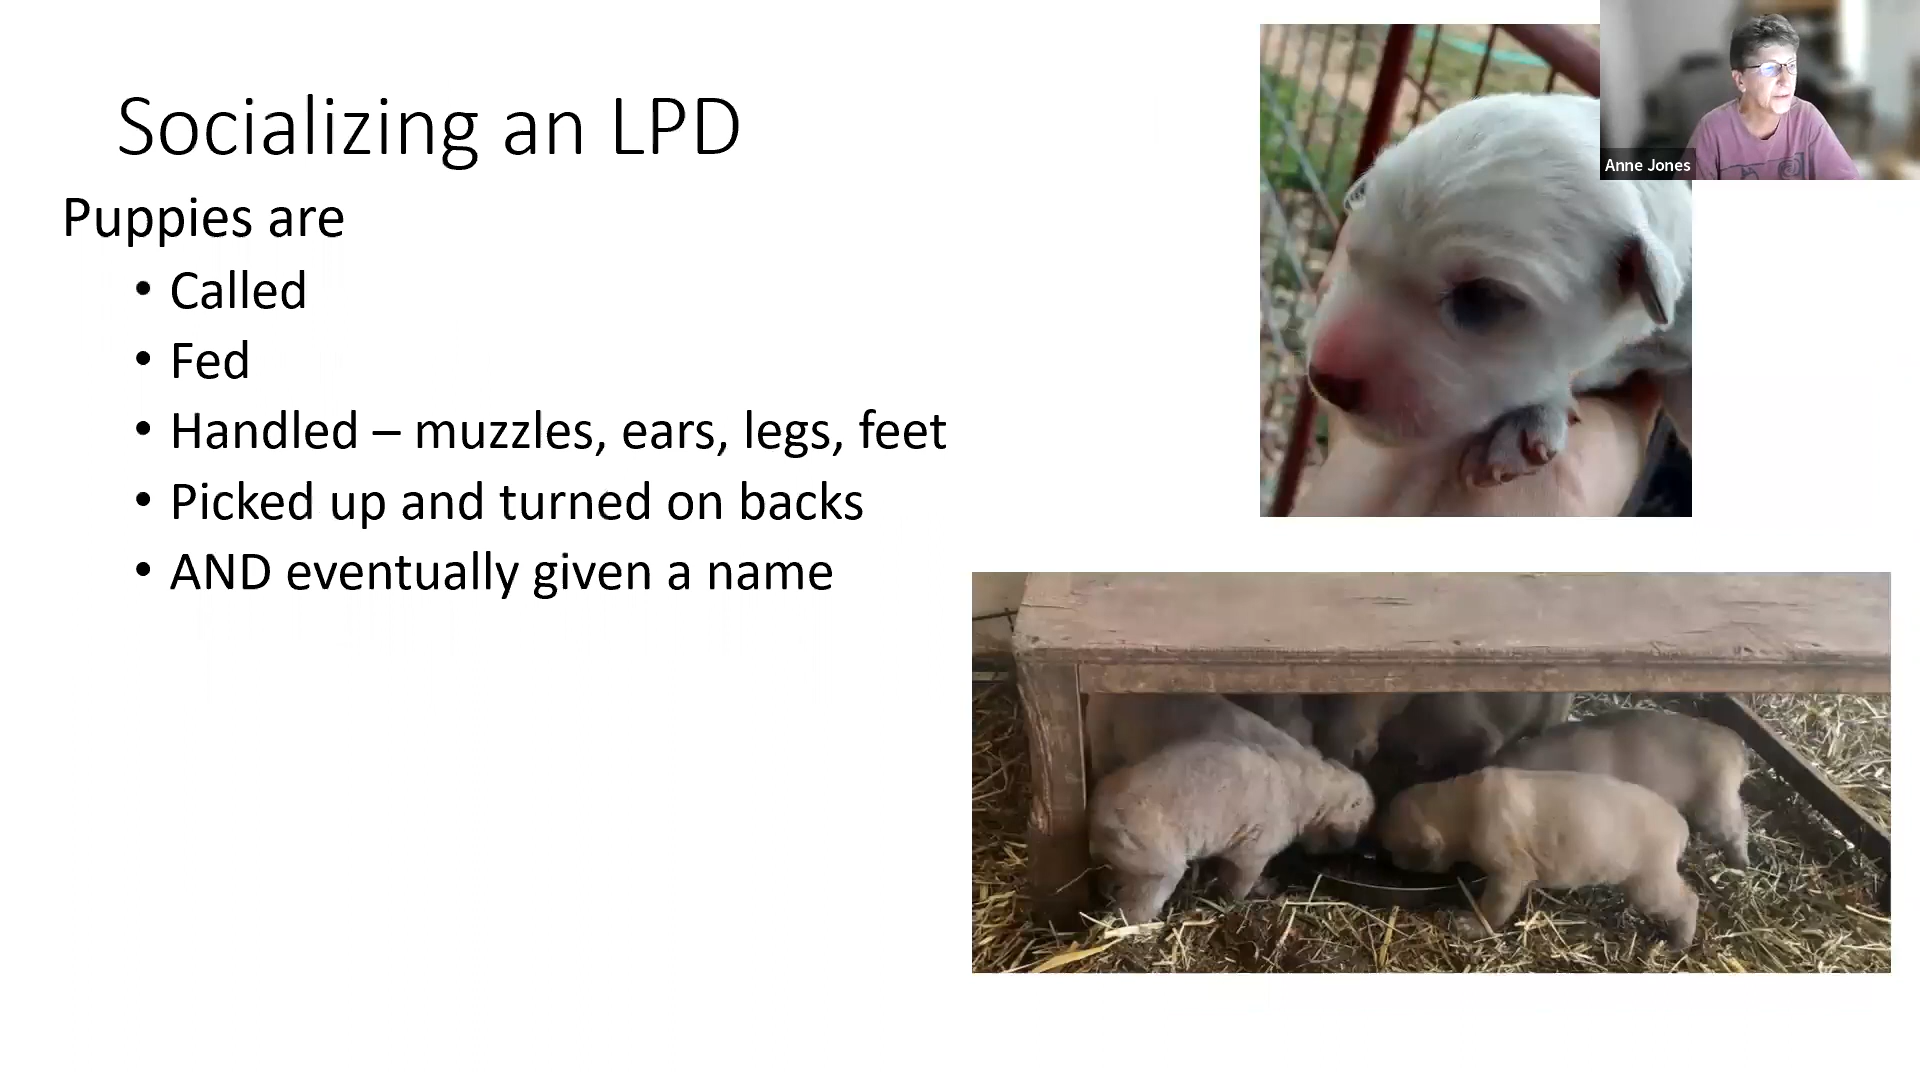 Socializing an LPD
Puppies are
• Called
• Fed
• Handled – muzzles, ears, legs, feet
• Picked up and turned on backs
• AND eventually given a name
Anne Jones